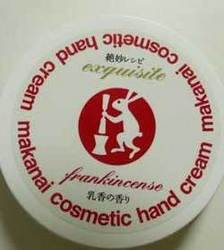 makanai cosmetic hand cream
絶妙レシピ
exquisite
frankincense
乳香の香り
makanai cosmetic hand cream